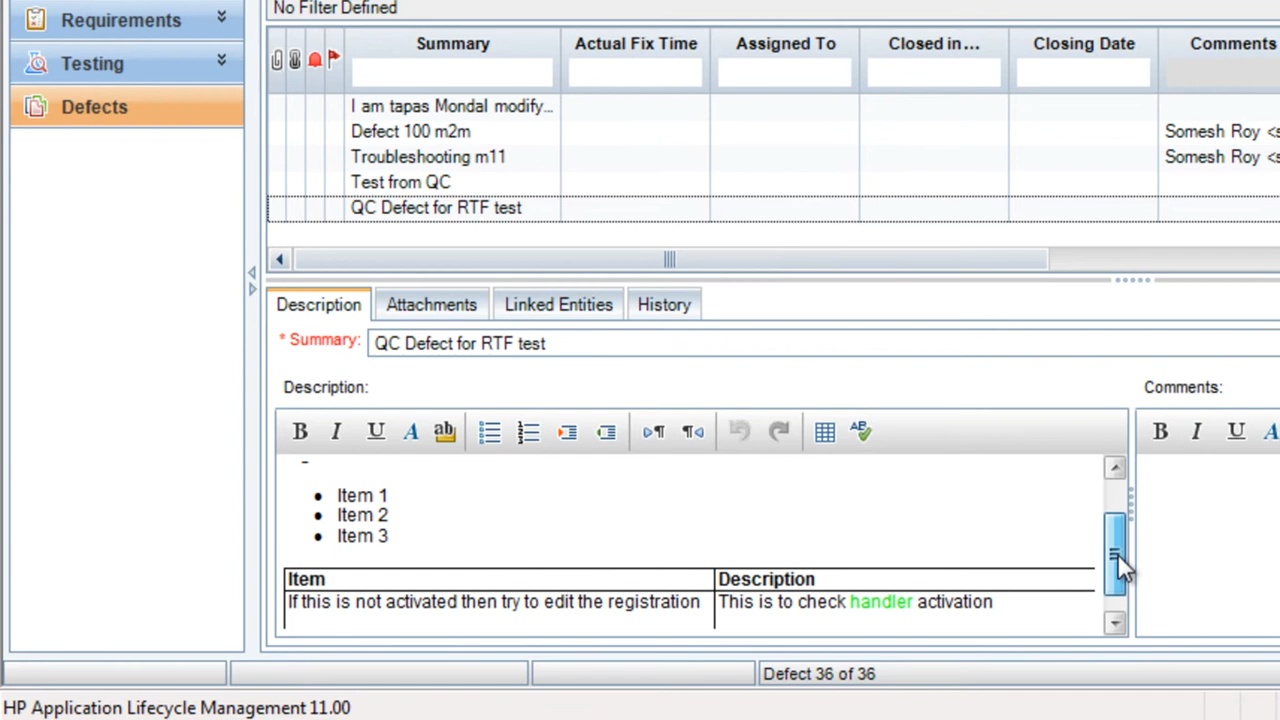 No Filter Defined
Requirements
Testing
Defects
Summary Actual Fix Time Assigned To Closed in... Closing Date Comments
I am tapas Mondal modify...
Defect 100 m2m Somesh Roy <s
Troubleshooting m11 Somesh Roy <s
Test from QC
QC Defect for RTF test
Description Attachments Linked Entities History
* Summary: QC Defect for RTF test
Description: Comments:
B I U A ab B I U A
• Item 1
• Item 2
• Item 3
Item Description
If this is not activated then try to edit the registration This is to check handler activation
Defect 36 of 36
HP Application Lifecycle Management 11.00